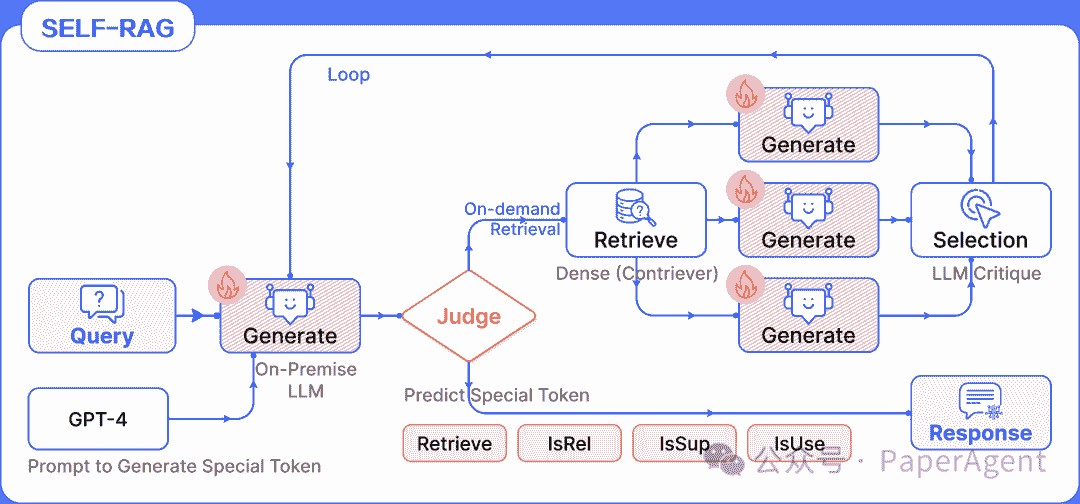 SELF-RAG
Loop
Generate
On-demand
Retrieval
Retrieve
Generate
Selection
Dense (Contriever)
LLM Critique
Query
Generate
Judge
Generate
On-Premise
LLM
GPT-4
Predict Special Token
Response
Retrieve
IsRel
IsSup
IsUse
Prompt to Generate Special Token
公众号 · PaperAgent